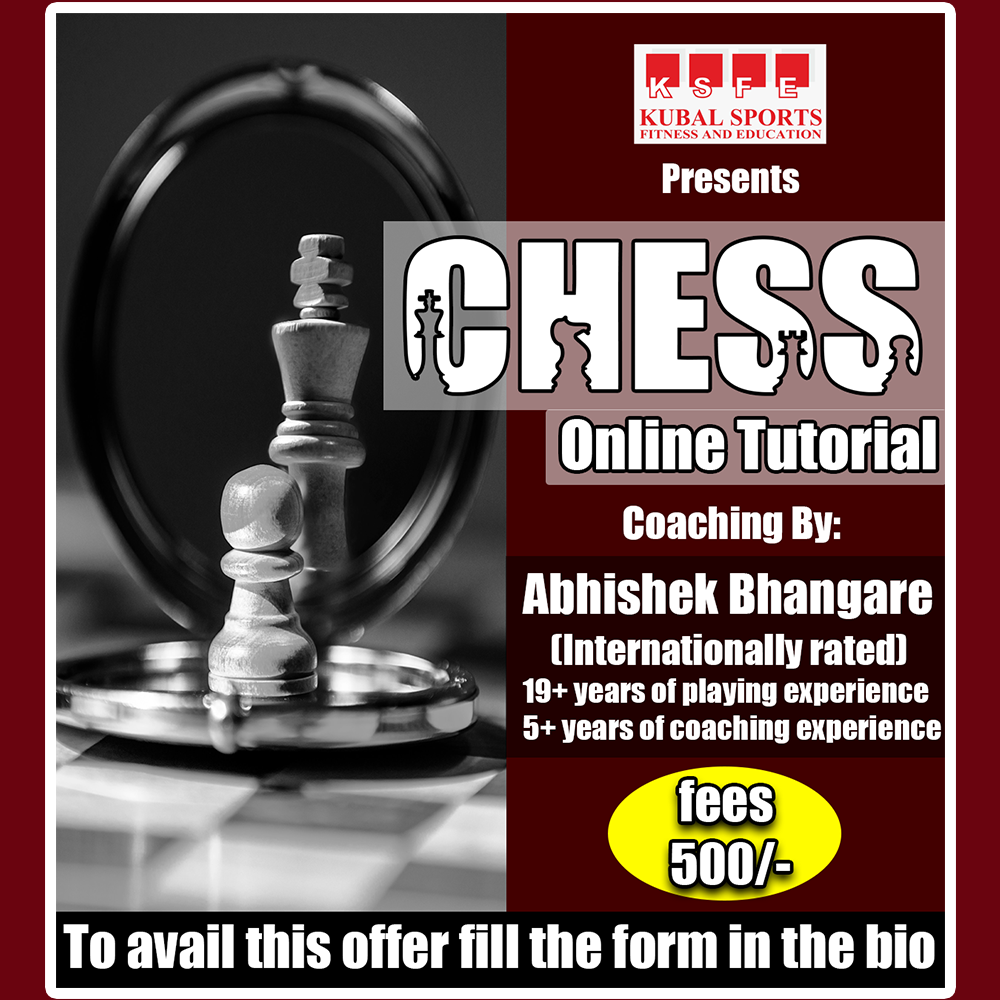 K S F E
KUBAL SPORTS
FITNESS AND EDUCATION
Presents
CHESS
Online Tutorial
Coaching By:
Abhishek Bhangare
(Internationally rated)
19+ years of playing experience
5+ years of coaching experience
fees
500/-
To avail this offer fill the form in the bio